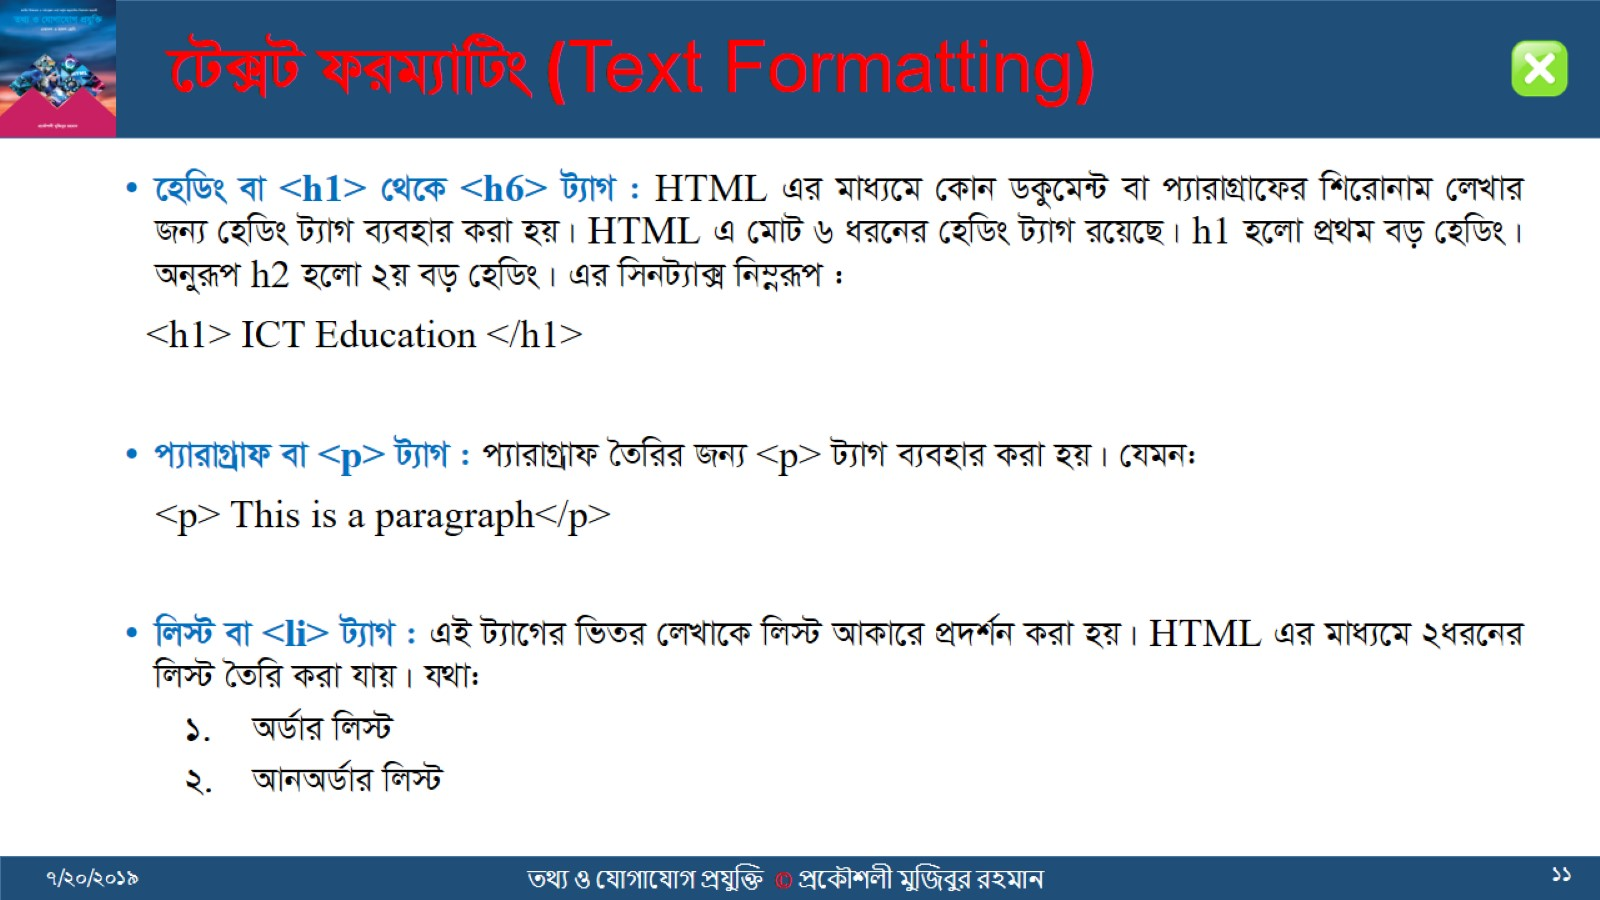 তথ্য ও যোগাযোগ প্রযুক্তি
টেক্সট ফরম্যাটিং (Text Formatting)
• হেডিং বা <h1> থেকে <h6> ট্যাগ : HTML এর মাধ্যমে কোন ডকুমেন্ট বা প্যারাগ্রাফের শিরোনাম লেখার
জন্য হেডিং ট্যাগ ব্যবহার করা হয়। HTML এ মোট ৬ ধরনের হেডিং ট্যাগ রয়েছে। h1 হলো প্রথম বড় হেডিং।
অনুরূপ h2 হলো ২য় বড় হেডিং। এর সিনট্যাক্স নিম্নরূপ :
<h1> ICT Education </h1>
• প্যারাগ্রাফ বা <p> ট্যাগ : প্যারাগ্রাফ তৈরির জন্য <p> ট্যাগ ব্যবহার করা হয়। যেমন:
<p> This is a paragraph</p>
• লিস্ট বা <li> ট্যাগ : এই ট্যাগের ভিতর লেখাকে লিস্ট আকারে প্রদর্শন করা হয়। HTML এর মাধ্যমে ২ধরনের
লিস্ট তৈরি করা যায়। যথা:
১. অর্ডার লিস্ট
২. আনঅর্ডার লিস্ট
৭/২০/২০১৯ তথ্য ও যোগাযোগ প্রযুক্তি © প্রকৌশলী মুজিবুর রহমান ১১